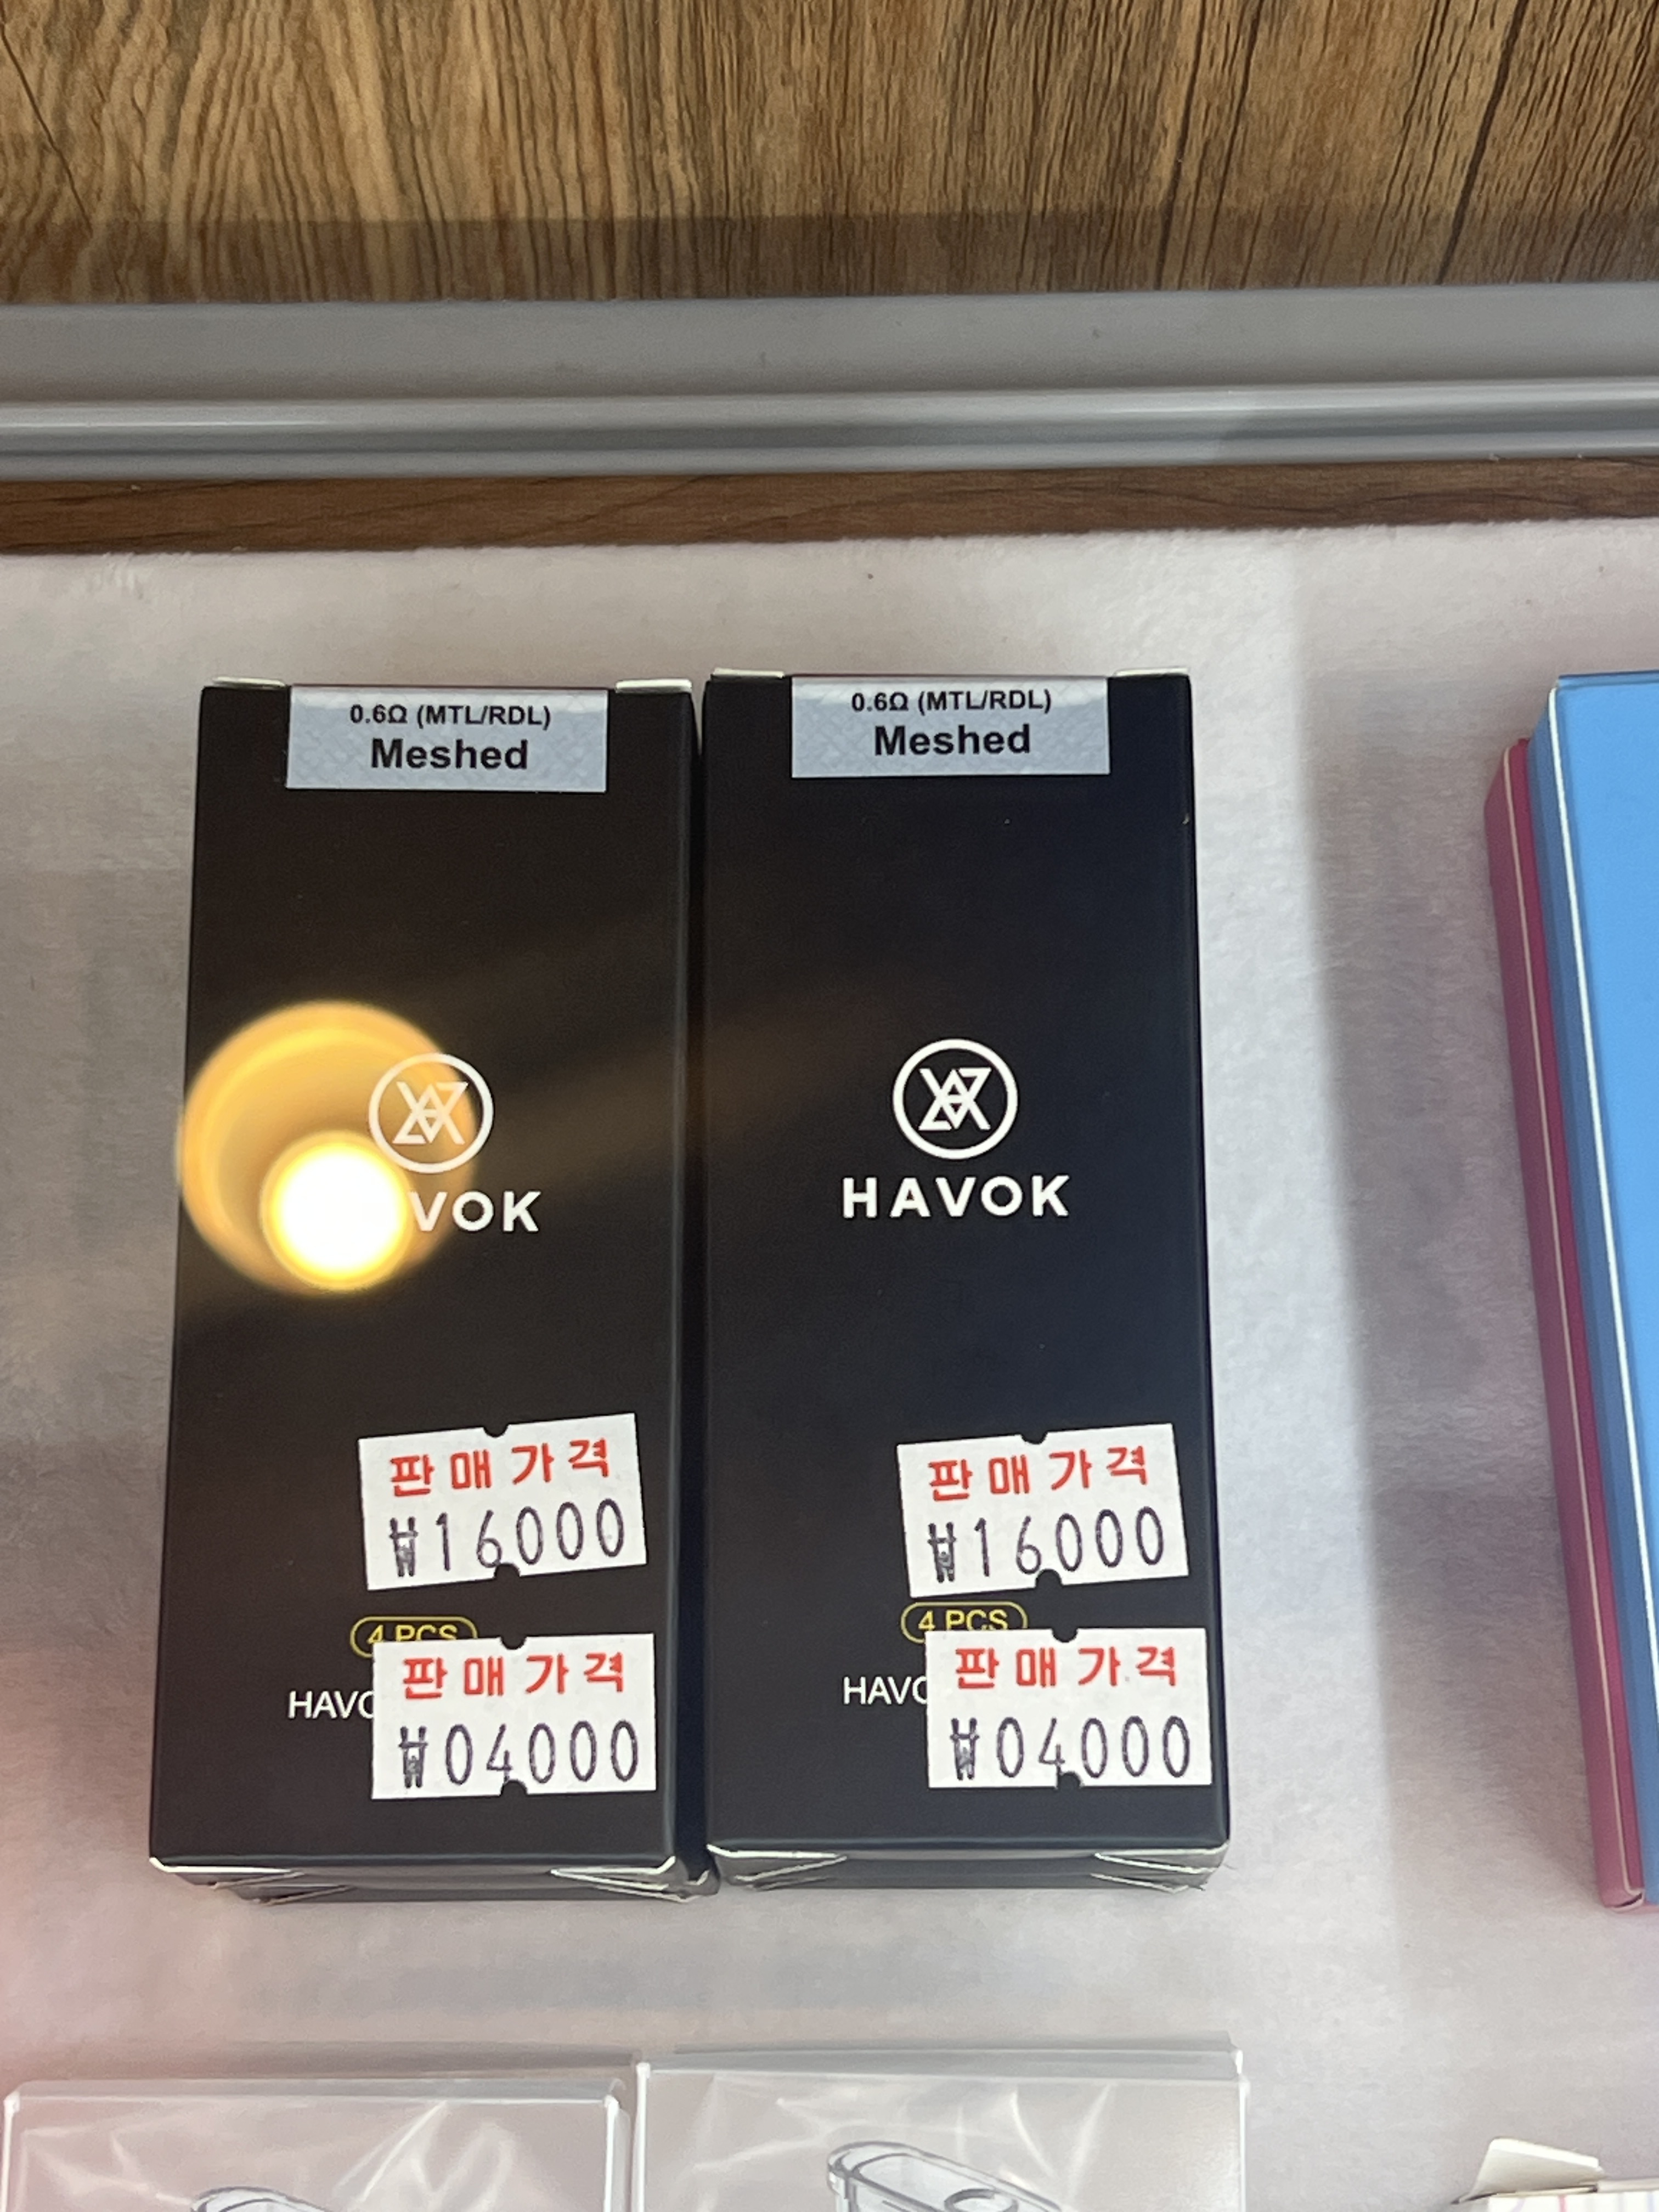 0.6Ω (MTL/RDL)
Meshed
VOK
판매가격
₩16000
4 PCS
판매가격
₩04000
0.6Ω (MTL/RDL)
Meshed
HAVOK
판매가격
₩16000
4 PCS
HAVO
판매가격
₩04000